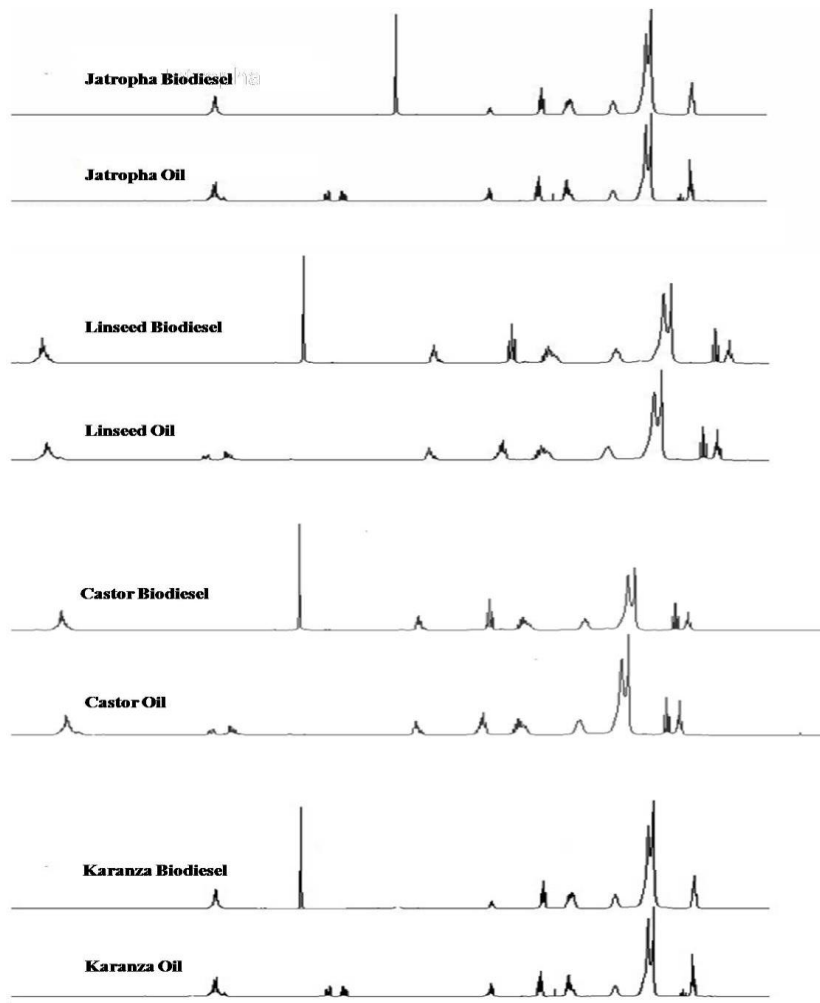 Jatropha Biodiesel
Jatropha Oil
Linseed Biodiesel
Linseed Oil
Castor Biodiesel
Castor Oil
Karanza Biodiesel
Karanza Oil